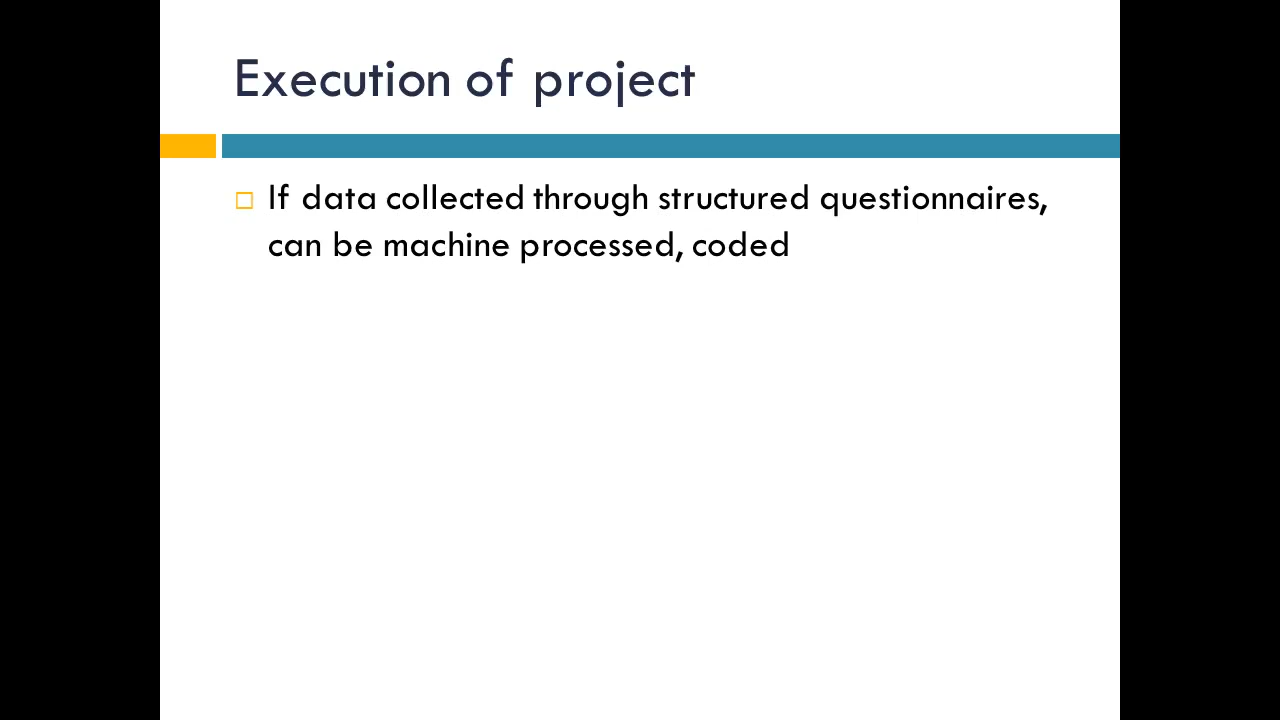 Execution of project
If data collected through structured questionnaires,
can be machine processed, coded